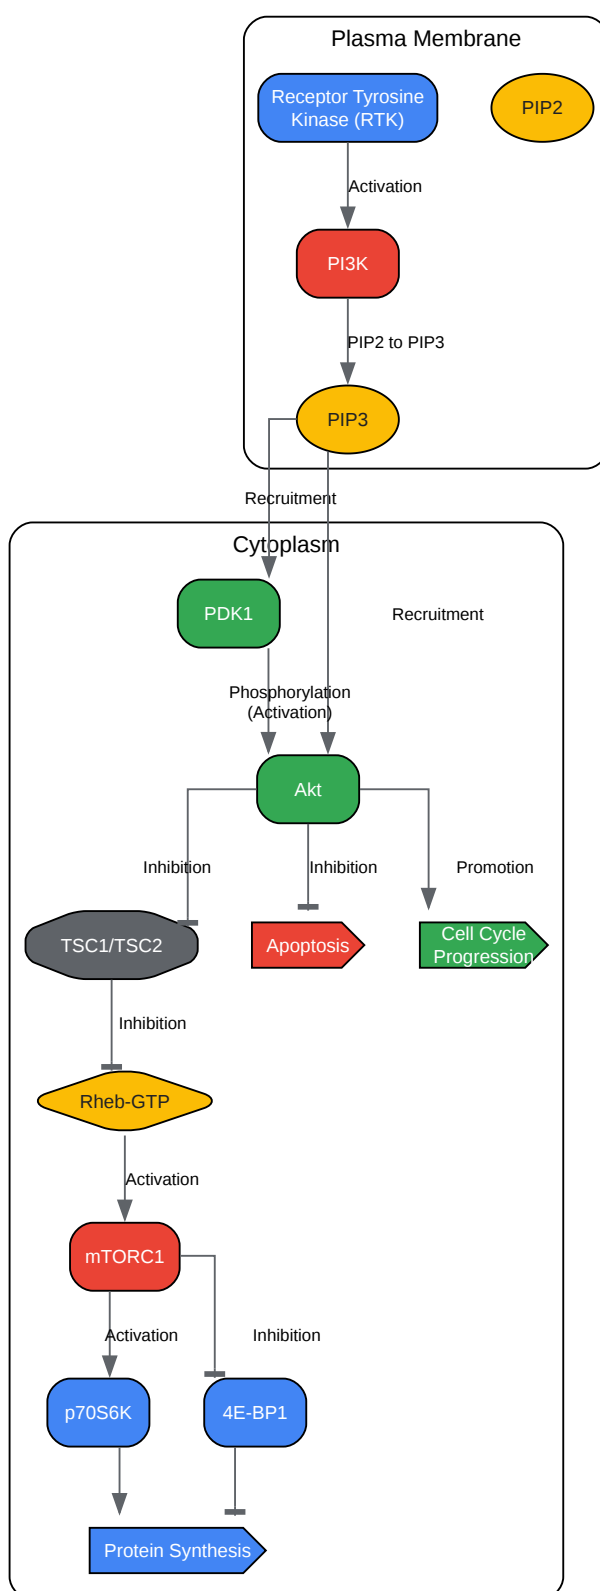 Plasma Membrane
Receptor Tyrosine
Kinase (RTK)
PIP2
Activation
PI3K
PIP2 to PIP3
PIP3
Recruitment
Cytoplasm
PDK1
Recruitment
Phosphorylation
(Activation)
Akt
Inhibition
Inhibition
Promotion
TSC1/TSC2
Apoptosis
Cell Cycle
Progression
Inhibition
Rheb-GTP
Activation
mTORC1
Activation
Inhibition
p70S6K
4E-BP1
Protein Synthesis